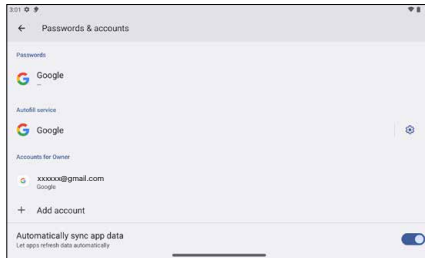 3:01
Passwords & accounts
Passwords
Google
--
Autofill service
Google
Accounts for Owner
xxxxxx@gmail.com
Google
Add account
Automatically sync app data
Let apps refresh data automatically